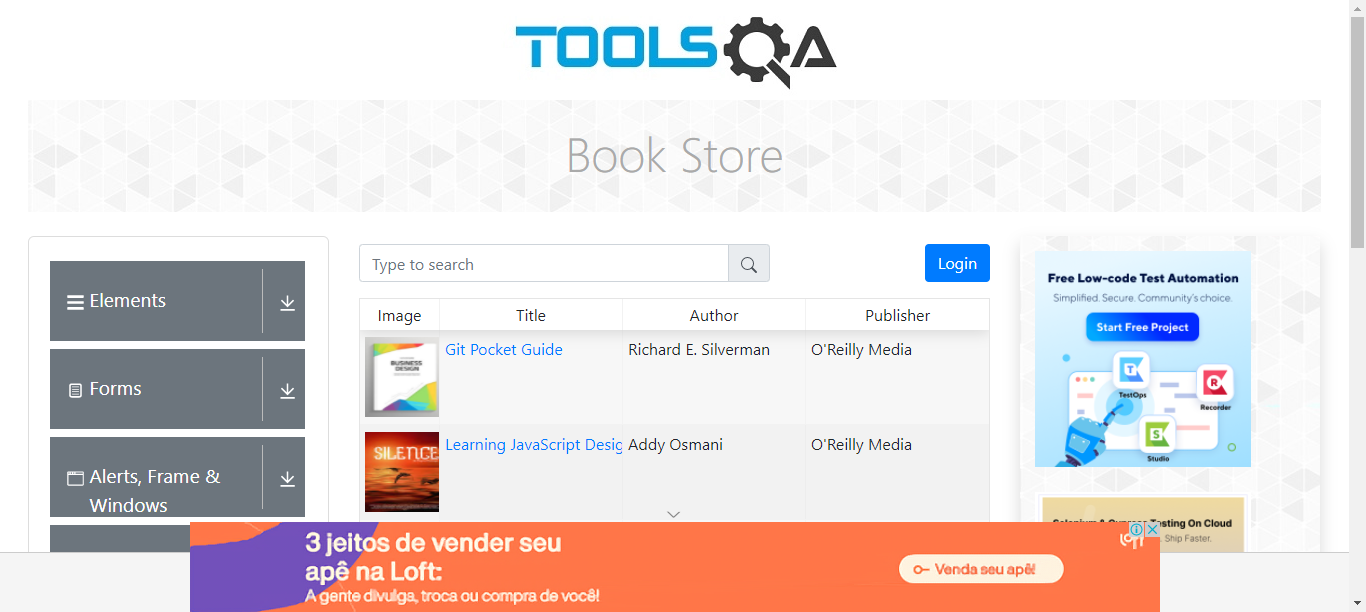 TOOLSQA
Book Store
Elements
Forms
Alerts, Frame &
Windows
Type to search
Login
Image Title Author Publisher
BUSINESS
DESIGN
Git Pocket Guide Richard E. Silverman O'Reilly Media
SILENCE
Learning JavaScript Desig Addy Osmani O'Reilly Media
Free Low-code Test Automation
Simplified. Secure. Community's choice.
Start Free Project
TestOps
Recorder
Studio
Testing On Cloud
Ship Faster.
3 jeitos de vender seu
apê na Loft:
A gente divulga, troca ou compra de você!
Venda seu apê!